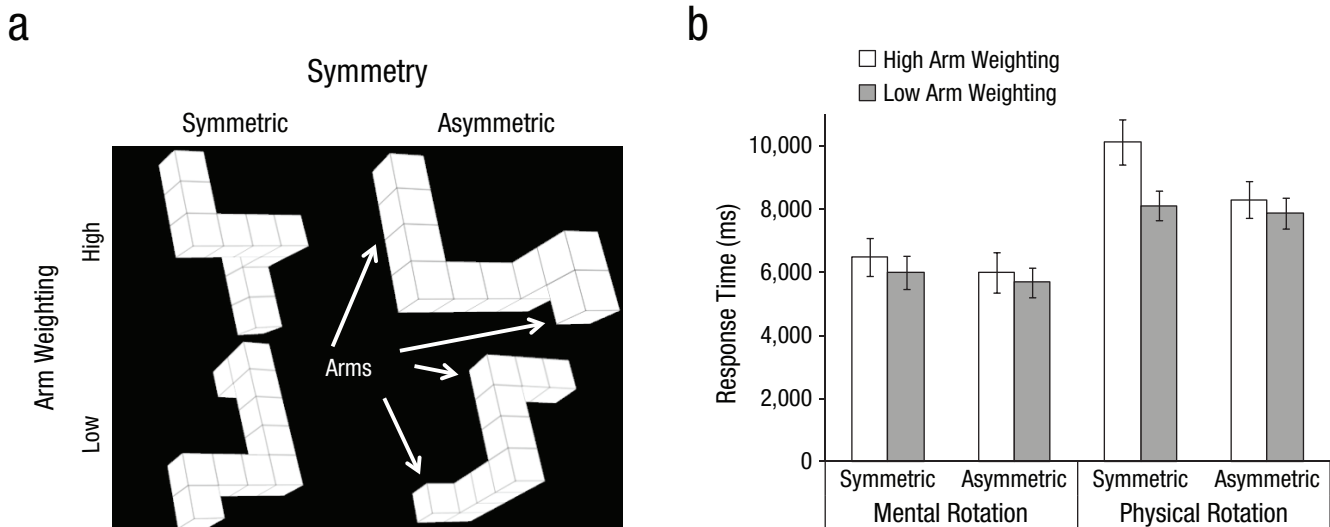 a
Symmetry
Symmetric Asymmetric
Arm Weighting
High
Low
Arms
b
High Arm Weighting
Low Arm Weighting
Response Time (ms)
10,000
8,000
6,000
4,000
2,000
0
Symmetric Asymmetric Symmetric Asymmetric
Mental Rotation Physical Rotation